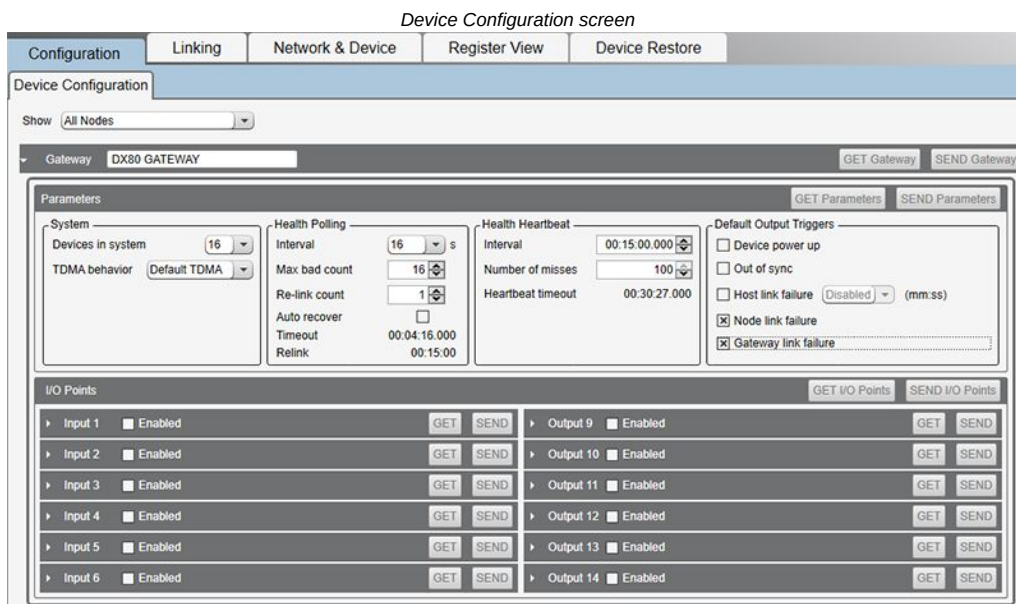 Device Configuration screen
Configuration Linking Network & Device Register View Device Restore
Device Configuration
Show All Nodes
Gateway DX80 GATEWAY GET Gateway SEND Gateway
Parameters GET Parameters SEND Parameters
System
Devices in system 16
TDMA behavior Default TDMA
Health Polling
Interval 16 s
Max bad count 16
Re-link count 1
Auto recover
Timeout 00:04:16.000
Relink 00:15:00
Health Heartbeat
Interval 00:15:00.000
Number of misses 100
Heartbeat timeout 00:30:27.000
Default Output Triggers
Device power up
Out of sync
Host link failure Disabled (mm:ss)
Node link failure
Gateway link failure
I/O Points GET I/O Points SEND I/O Points
Input 1 Enabled GET SEND Output 9 Enabled GET SEND
Input 2 Enabled GET SEND Output 10 Enabled GET SEND
Input 3 Enabled GET SEND Output 11 Enabled GET SEND
Input 4 Enabled GET SEND Output 12 Enabled GET SEND
Input 5 Enabled GET SEND Output 13 Enabled GET SEND
Input 6 Enabled GET SEND Output 14 Enabled GET SEND